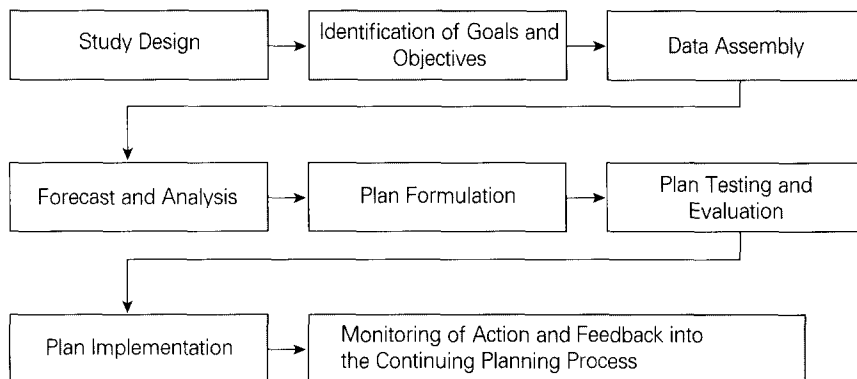 Study Design
Identification of Goals and
Objectives
Data Assembly
Forecast and Analysis
Plan Formulation
Plan Testing and
Evaluation
Plan Implementation
Monitoring of Action and Feedback into
the Continuing Planning Process